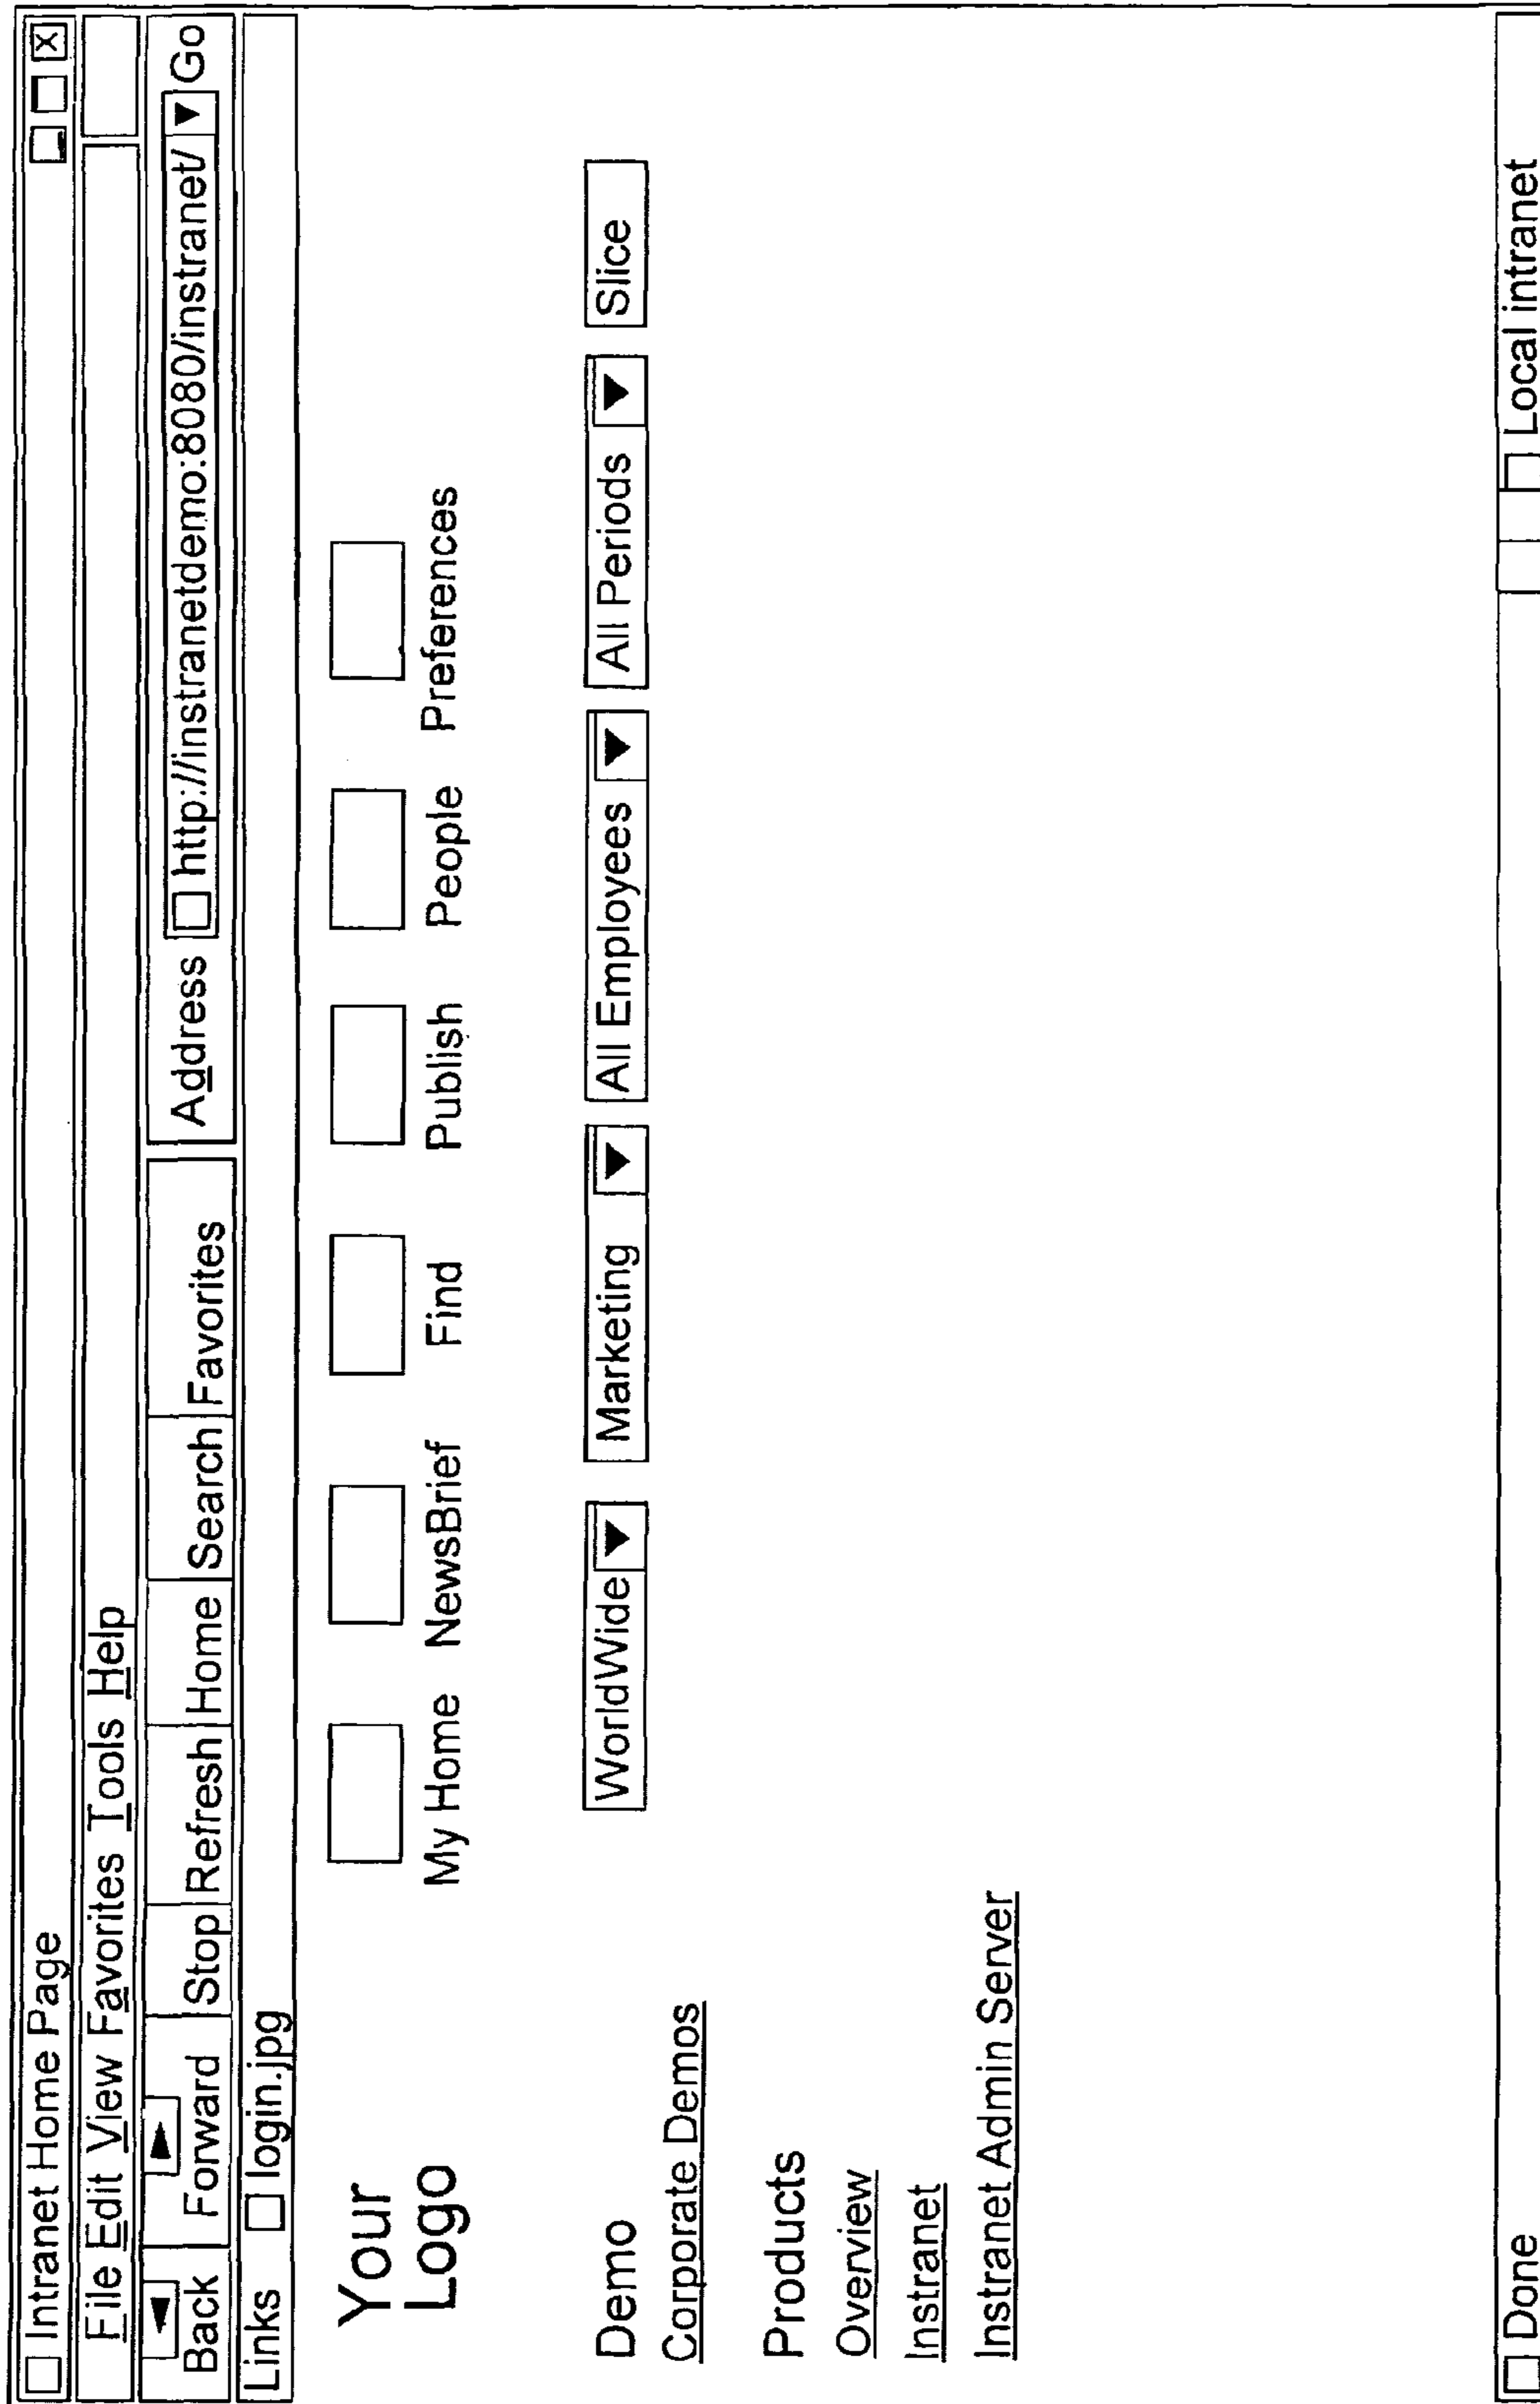 Intranet Home Page
File Edit View Favorites Tools Help
Back Forward Stop Refresh Home Search Favorites Address http://instranetdemo:8080/instranet/ Go
Links login.jpg
Your
Logo
My Home NewsBrief Find Publish People Preferences
Demo WorldWide Marketing All Employees All Periods Slice
Corporate Demos
Products
Overview
Instranet
Instranet Admin Server
Done Local intranet